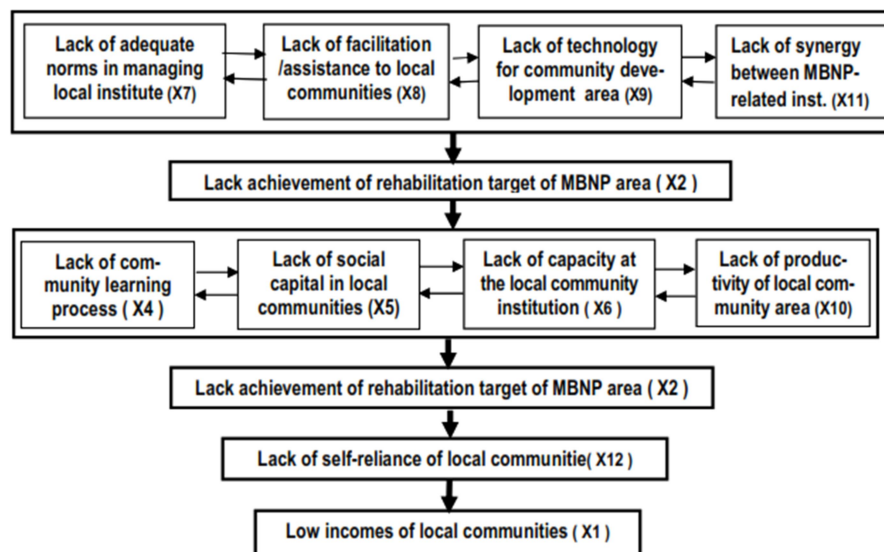 Lack of adequate
norms in managing
local institute (X7)
Lack of facilitation
/assistance to local
communities (X8)
Lack of technology
for community deve-
lopment area (X9)
Lack of synergy
between MBNP-
related inst. (X11)
Lack achievement of rehabilitation target of MBNP area ( X2 )
Lack of com-
munity learning
process ( X4 )
Lack of social
capital in local
communities (X5)
Lack of capacity at
the local community
institution ( X6 )
Lack of produc-
tivity of local com-
munity area (X10)
Lack achievement of rehabilitation target of MBNP area ( X2 )
Lack of self-reliance of local communitie( X12 )
Low incomes of local communities ( X1 )